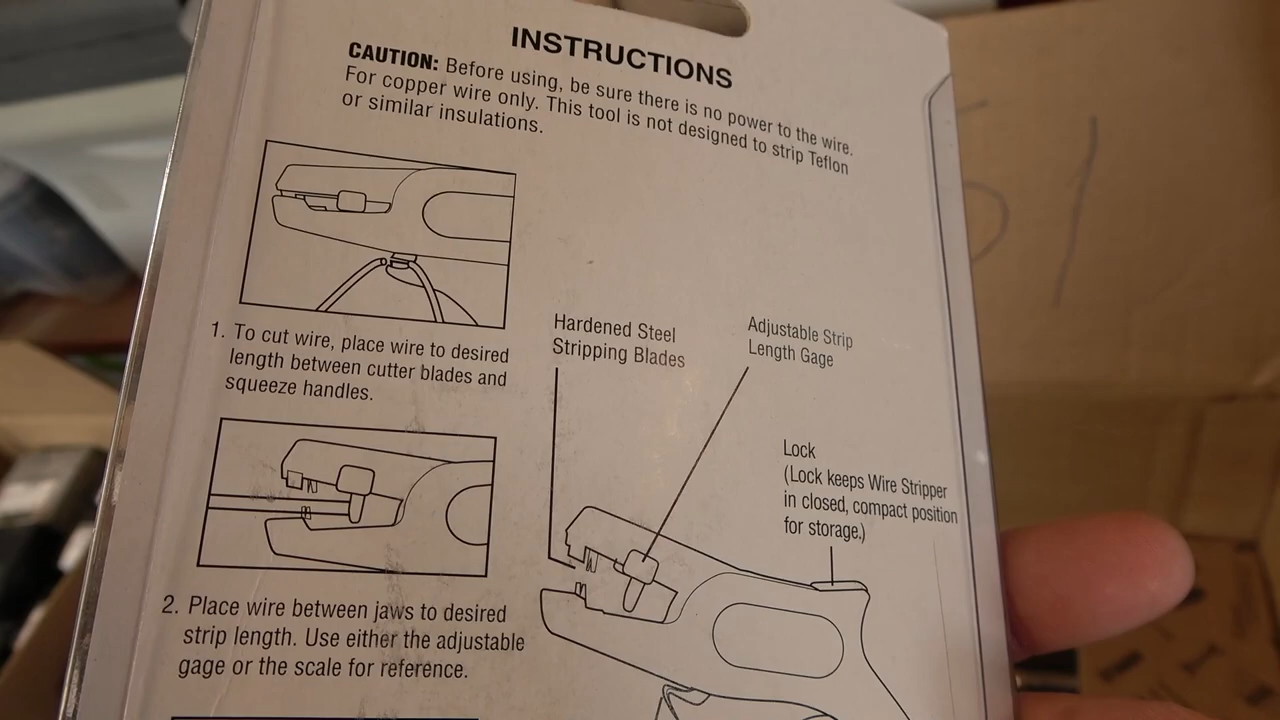 INSTRUCTIONS
CAUTION: Before using, be sure there is no power to the wire.
For copper wire only. This tool is not designed to strip Teflon
or similar insulations.
1. To cut wire, place wire to desired
length between cutter blades and
squeeze handles.
Hardened Steel
Stripping Blades
Adjustable Strip
Length Gage
Lock
(Lock keeps Wire Stripper
in closed, compact position
for storage.)
2. Place wire between jaws to desired
strip length. Use either the adjustable
gage or the scale for reference.
51